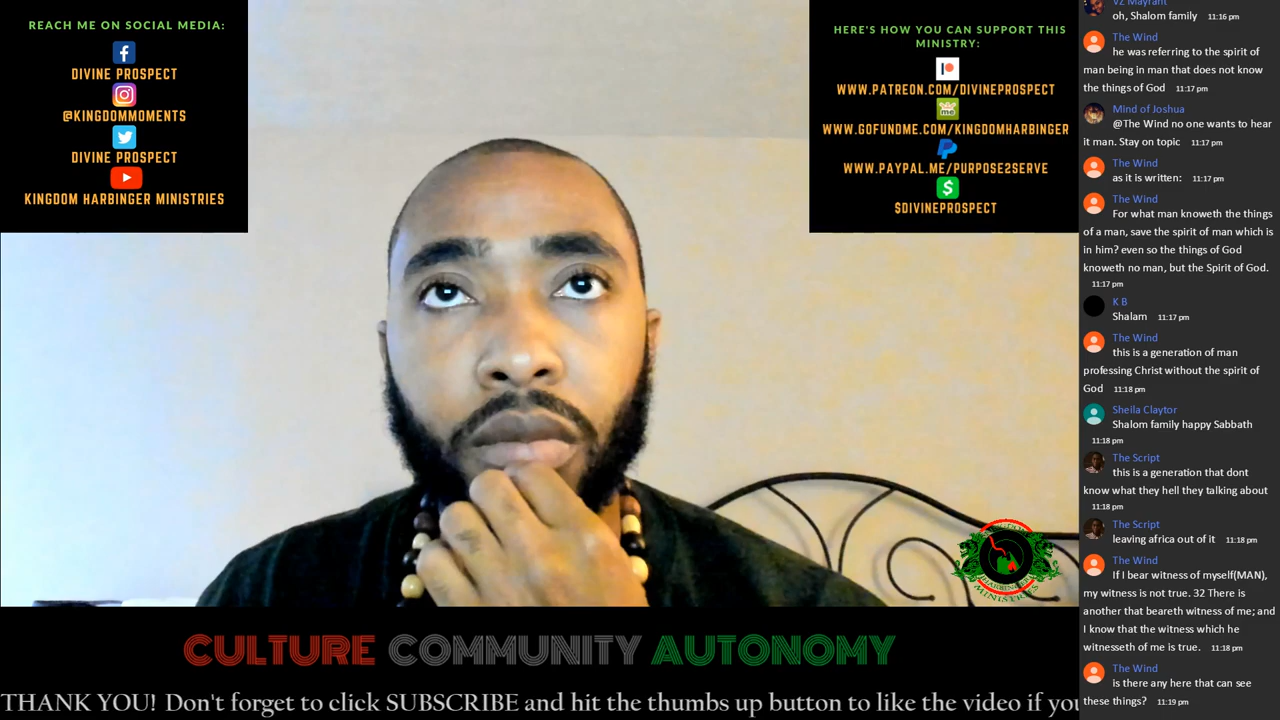 REACH ME ON SOCIAL MEDIA:
DIVINE PROSPECT
@KINGDOMMOMENTS
DIVINE PROSPECT
KINGDOM HARBINGER MINISTRIES
HERE'S HOW YOU CAN SUPPORT THIS
MINISTRY:
WWW.PATREON.COM/DIVINEPROSPECT
me
WWW.GOFUNDME.COM/KINGDOMHARBINGER
WWW.PAYPAL.ME/PURPOSE2SERVE
$DIVINEPROSPECT
oh, Shalom family 11:16 pm
The Wind
he was referring to the spirit of
man being in man that does not know
the things of God 11:17 pm
Mind of Joshua
@The Wind no one wants to hear
it man. Stay on topic 11:17 pm
The Wind
as it is written: 11:17 pm
The Wind
For what man knoweth the things
of a man, save the spirit of man which is
in him? even so the things of God
knoweth no man, but the Spirit of God.
11:17 pm
K B
Shalam 11:17 pm
The Wind
this is a generation of man
professing Christ without the spirit of
God 11:18 pm
Sheila Claytor
Shalom family happy Sabbath
11:18 pm
The Script
this is a generation that dont
know what they hell they talking about
11:18 pm
The Script
leaving africa out of it 11:18 pm
The Wind
If I bear witness of myself(MAN),
my witness is not true. 32 There is
another that beareth witness of me; and
I know that the witness which he
witnesseth of me is true. 11:18 pm
The Wind
is there any here that can see
these things? 11:19 pm
MINISTRIES
CULTURE COMMUNITY AUTONOMY
THANK YOU! Don't forget to click SUBSCRIBE and hit the thumbs up button to like the video if you